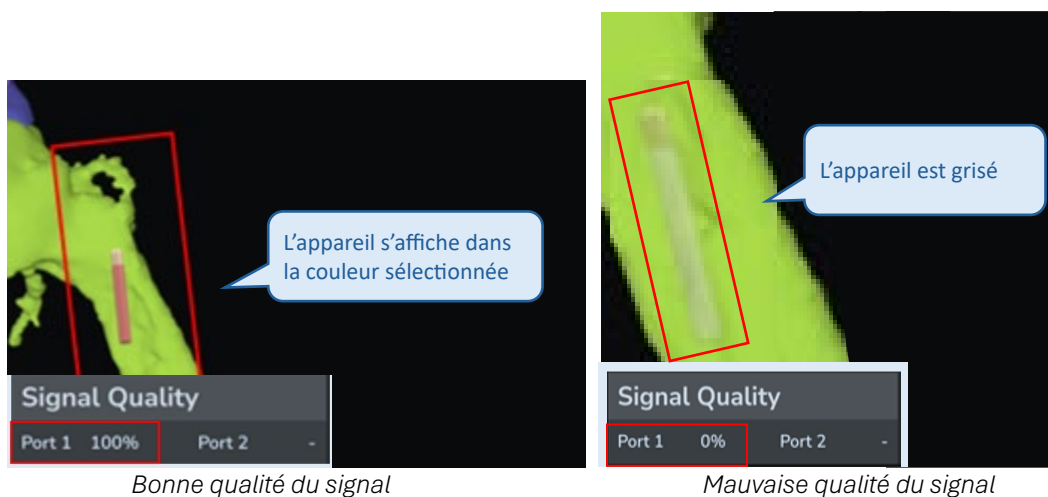 L'appareil s'affiche dans
la couleur sélectionnée
Signal Quality
Port 1 100% Port 2 -
Bonne qualité du signal
L'appareil est grisé
Signal Quality
Port 1 0% Port 2 -
Mauvaise qualité du signal